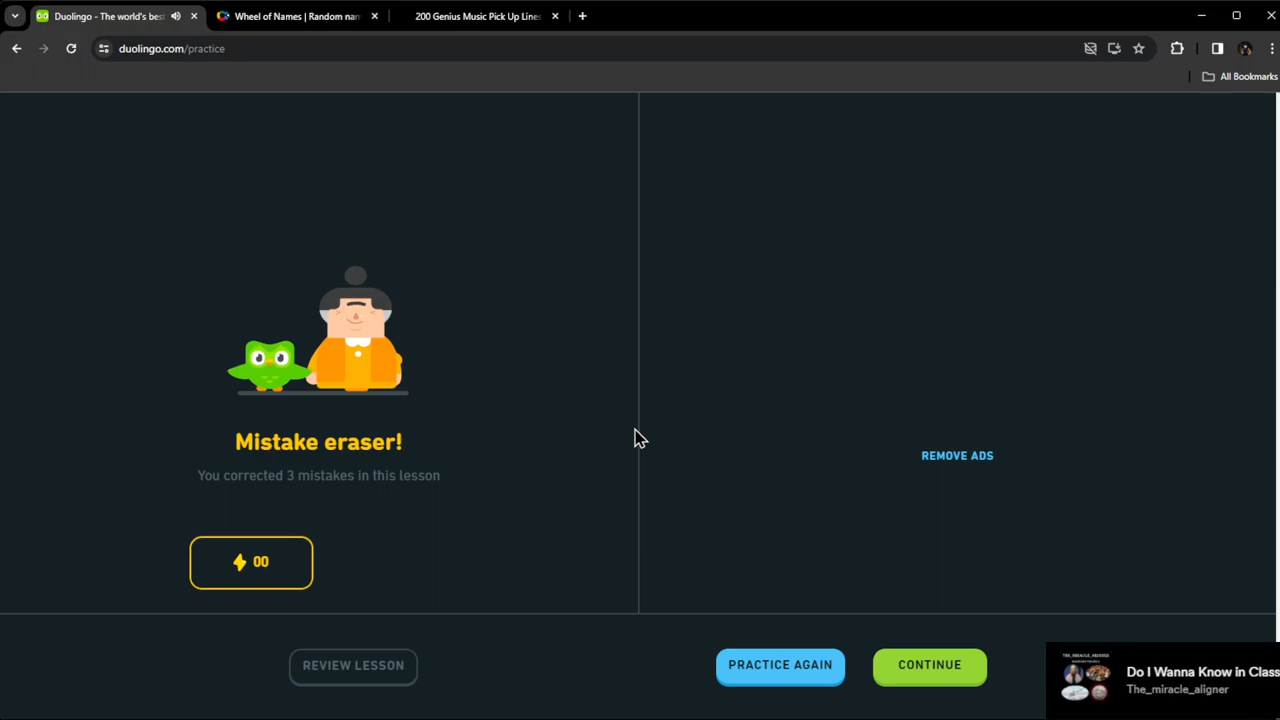 Duolingo - The world's best
Wheel of Names | Random nam
200 Genius Music Pick Up Lines
duolingo.com/practice
All Bookmarks
Mistake eraser!
You corrected 3 mistakes in this lesson
00
REMOVE ADS
REVIEW LESSON
PRACTICE AGAIN
CONTINUE
Do I Wanna Know in Class
The_miracle_aligner